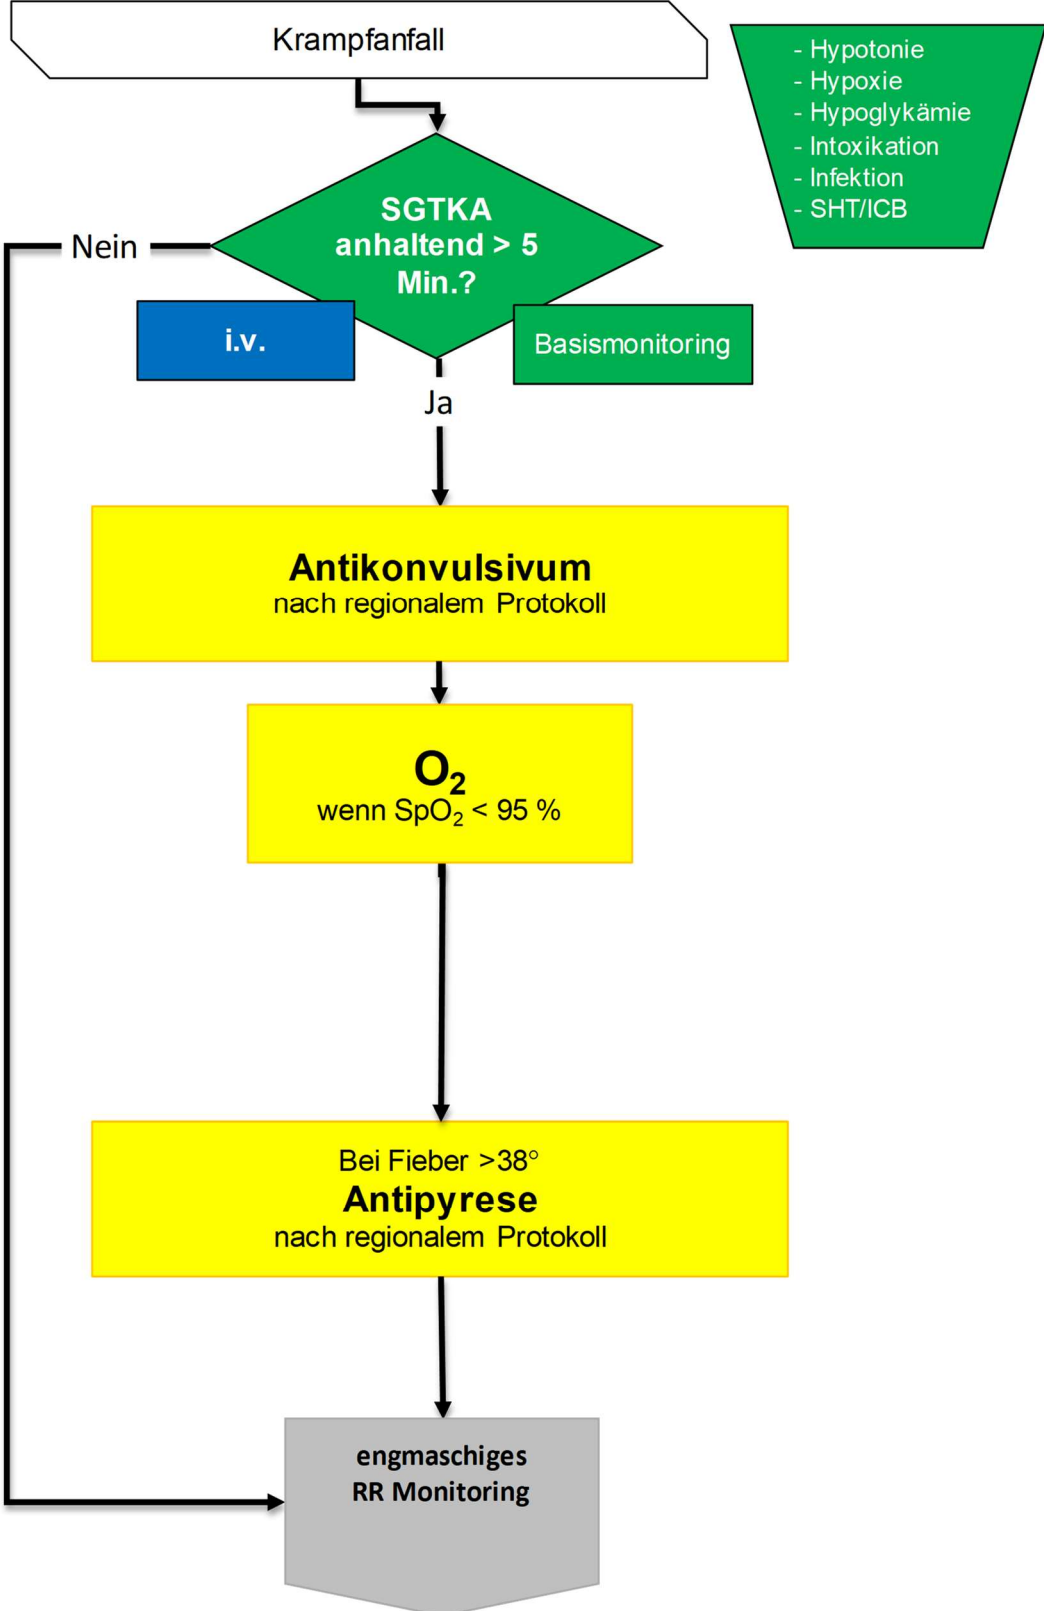 Krampfanfall
- Hypotonie
- Hypoxie
- Hypoglykämie
- Intoxikation
- Infektion
- SHT/ICB
SGTKA
anhaltend > 5
Min.?
Nein
i.v.
Basismonitoring
Ja
Antikonvulsivum
nach regionalem Protokoll
O₂
wenn SpO₂ < 95 %
Bei Fieber >38°
Antipyrese
nach regionalem Protokoll
engmaschiges
RR Monitoring